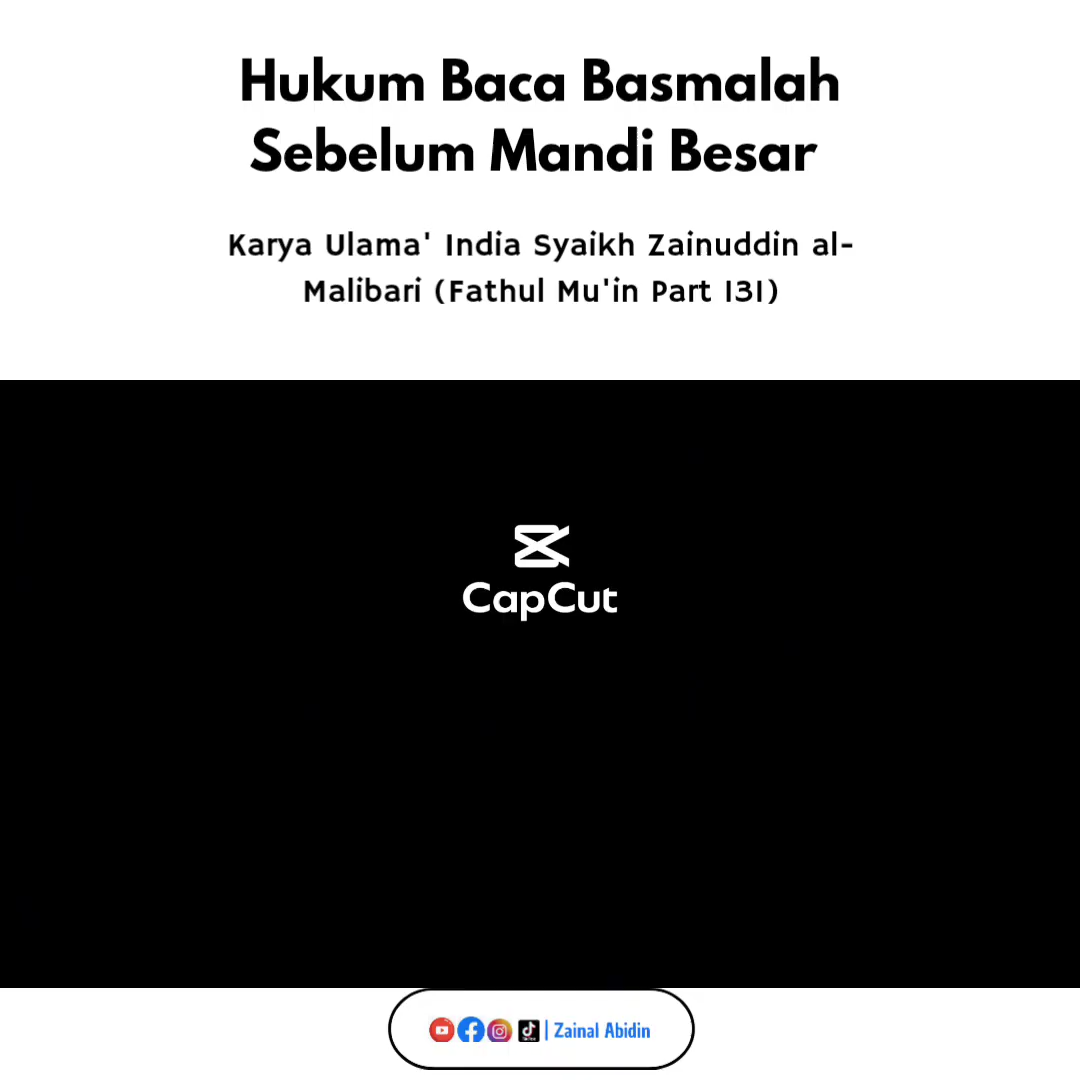 Hukum Baca Basmalah
Sebelum Mandi Besar
Karya Ulama' India Syaikh Zainuddin al-
Malibari (Fathul Mu'in Part 131)
CapCut
| Zainal Abidin